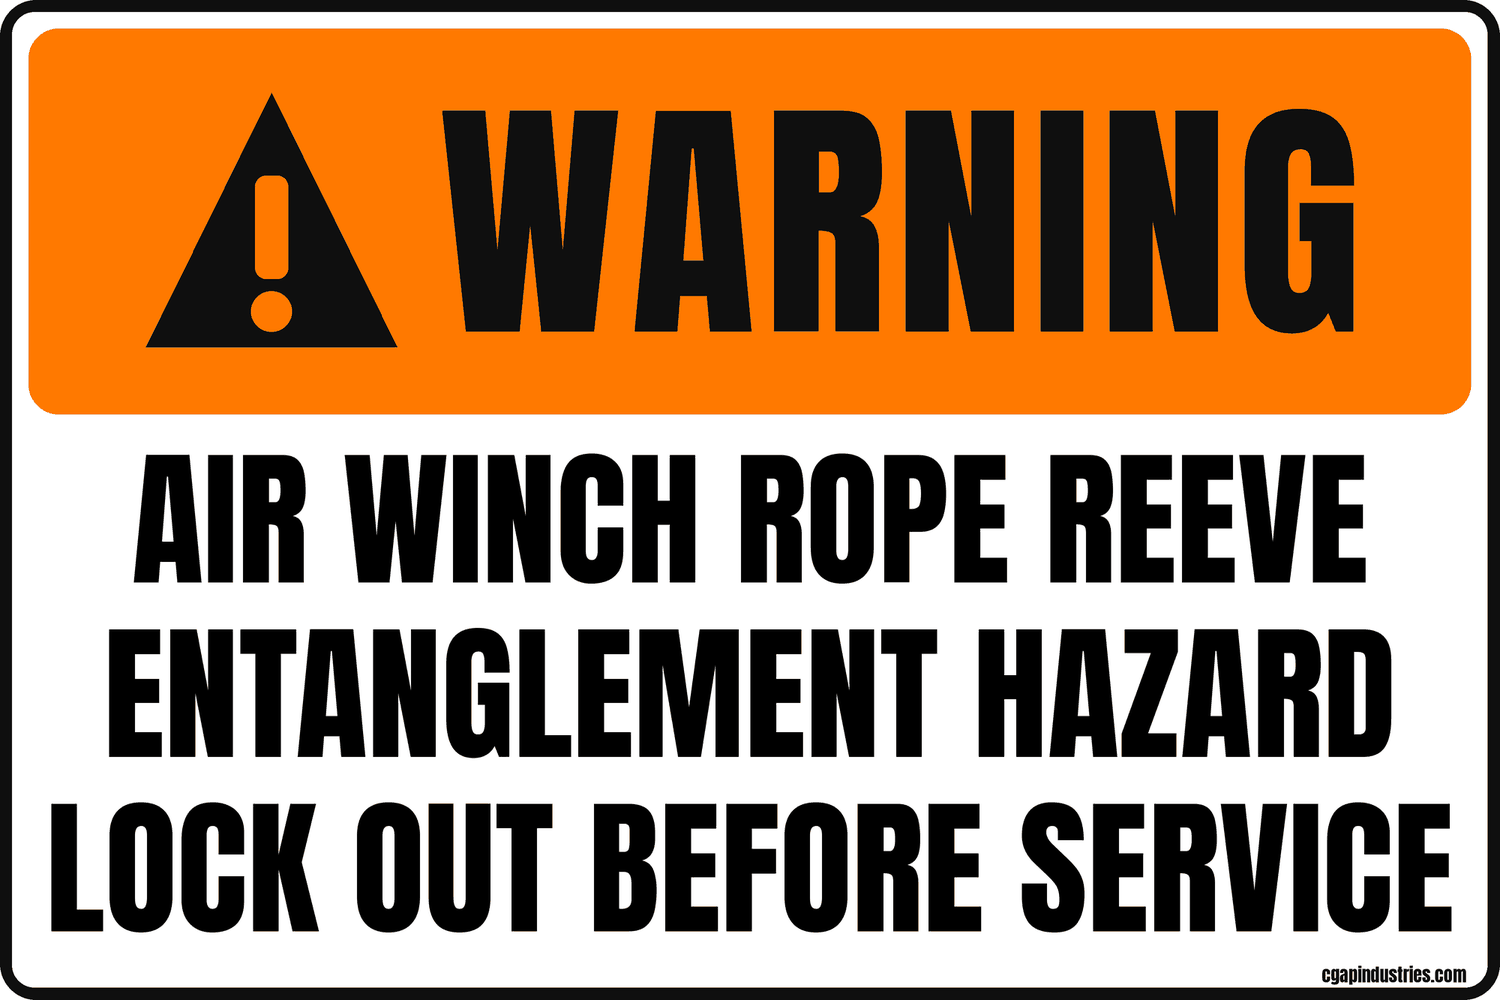 WARNING
AIR WINCH ROPE REEVE
ENTANGLEMENT HAZARD
LOCK OUT BEFORE SERVICE
cgapindustries.com